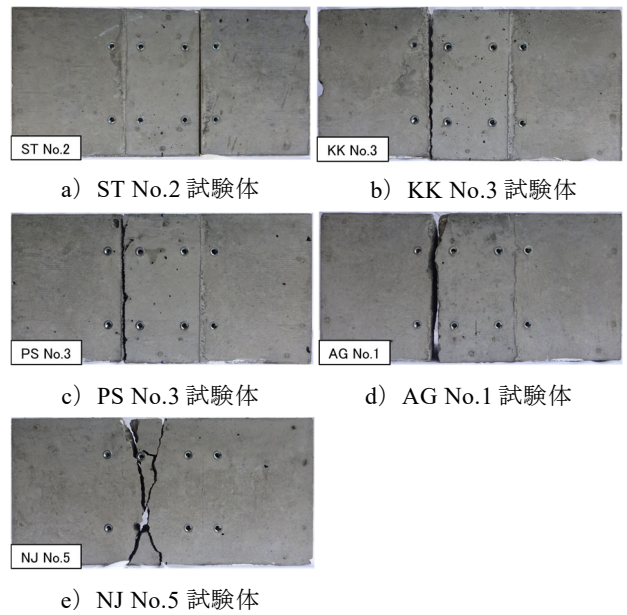 ST No.2
KK No.3
a）ST No.2 試験体
b）KK No.3 試験体
PS No.3
AG No.1
c）PS No.3 試験体
d）AG No.1 試験体
NJ No.5
e）NJ No.5 試験体